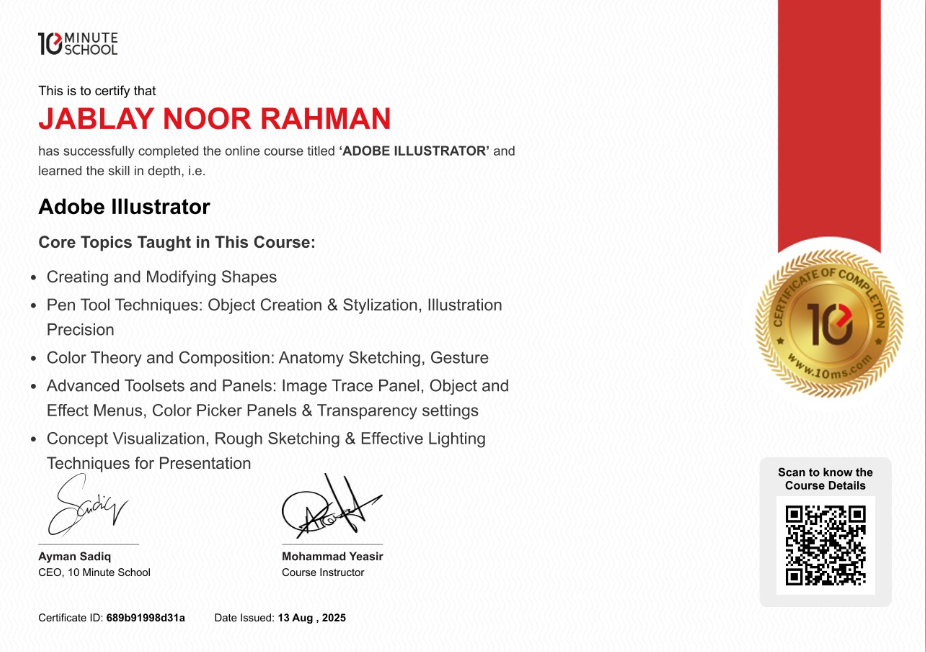 10 MINUTE
SCHOOL
This is to certify that
JABLAY NOOR RAHMAN
has successfully completed the online course titled ‘ADOBE ILLUSTRATOR’ and
learned the skill in depth, i.e.
Adobe Illustrator
Core Topics Taught in This Course:
• Creating and Modifying Shapes
• Pen Tool Techniques: Object Creation & Stylization, Illustration
Precision
• Color Theory and Composition: Anatomy Sketching, Gesture
• Advanced Toolsets and Panels: Image Trace Panel, Object and
Effect Menus, Color Picker Panels & Transparency settings
• Concept Visualization, Rough Sketching & Effective Lighting
Techniques for Presentation
Sadiq
Ayman Sadiq
CEO, 10 Minute School
Mohammad Yeasir
Course Instructor
Certificate ID: 689b91998d31a
Date Issued: 13 Aug , 2025
CERTIFICATE OF COMPLETION
10
www.10ms.com
Scan to know the
Course Details